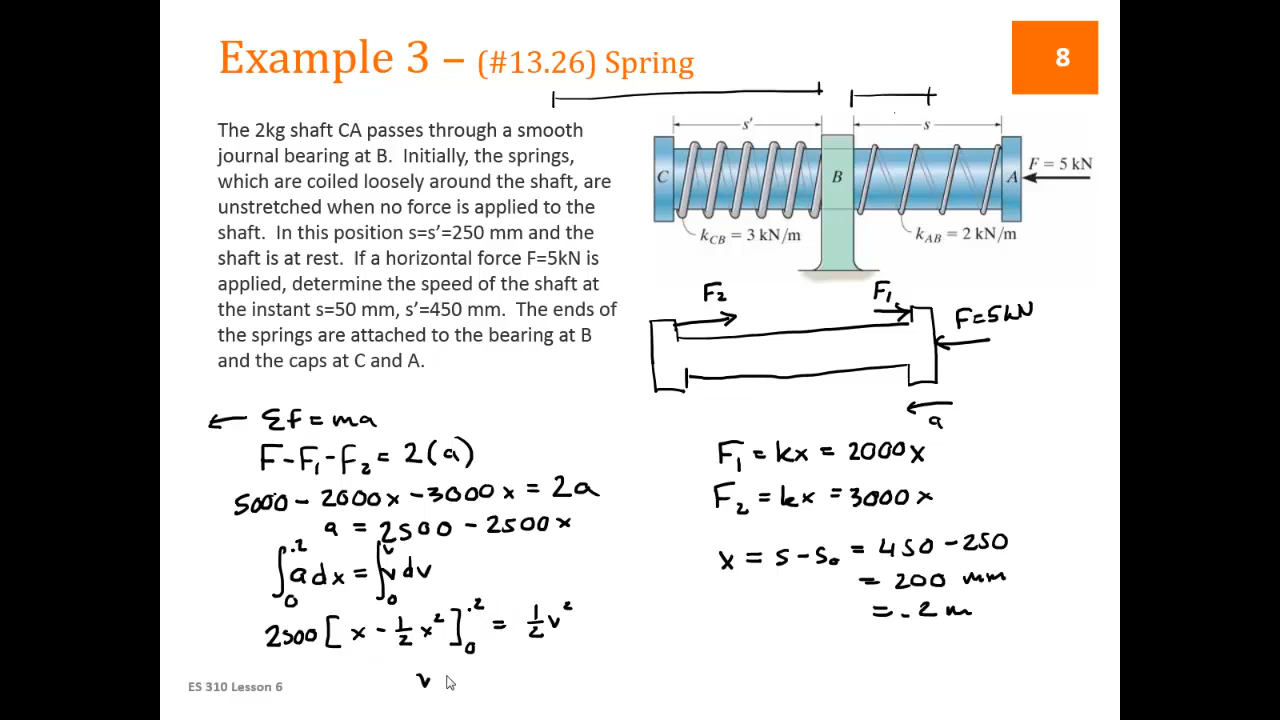 Example 3 – (#13.26) Spring
8
The 2kg shaft CA passes through a smooth
journal bearing at B. Initially, the springs,
which are coiled loosely around the shaft, are
unstretched when no force is applied to the
shaft. In this position s=s’=250 mm and the
shaft is at rest. If a horizontal force F=5kN is
applied, determine the speed of the shaft at
the instant s=50 mm, s’=450 mm. The ends of
the springs are attached to the bearing at B
and the caps at C and A.
s' s
C B A F = 5 kN
k_CB = 3 kN/m k_AB = 2 kN/m
F₂ F₁ F=5kN
a
← Σf = ma
F - F₁ - F₂ = 2(a)
5000 - 2000x - 3000x = 2a
a = 2500 - 2500x
∫₀^.2 a dx = ∫₀^v v dv
2500 [ x - 1/2 x² ]₀^.2 = 1/2 v²
v
F₁ = kx = 2000x
F₂ = kx = 3000x
x = s - s₀ = 450 - 250
= 200 mm
= .2 m
ES 310 Lesson 6